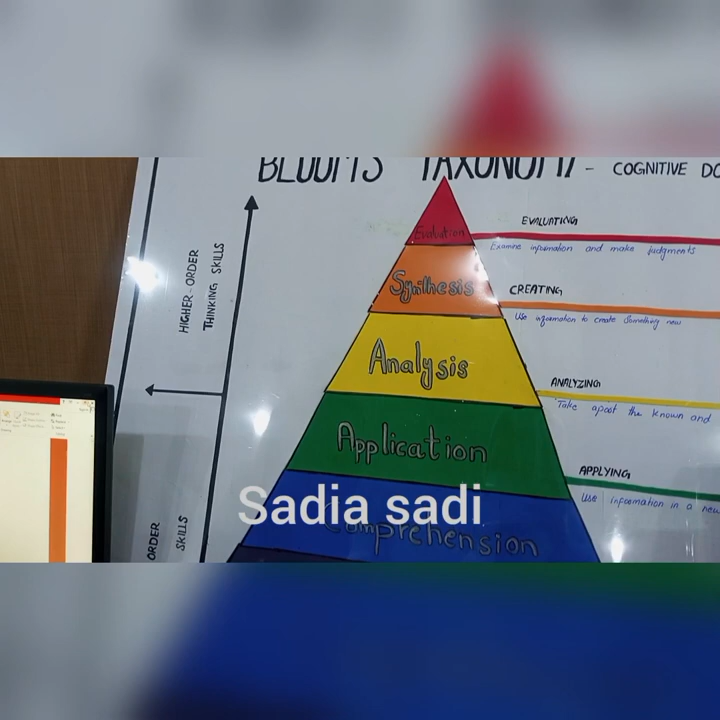 BLOOMS TAXONOMY - COGNITIVE DO
EVALUATING
Evaluation
Examine information and make judgments
HIGHER-ORDER
THINKING SKILLS
Synthesis
CREATING
Use information to create something new
Analysis
ANALYZING
Take apart the known and
Application
APPLYING
Use information in a new
Sadia sadi
Comprehension
ORDER
SKILLS